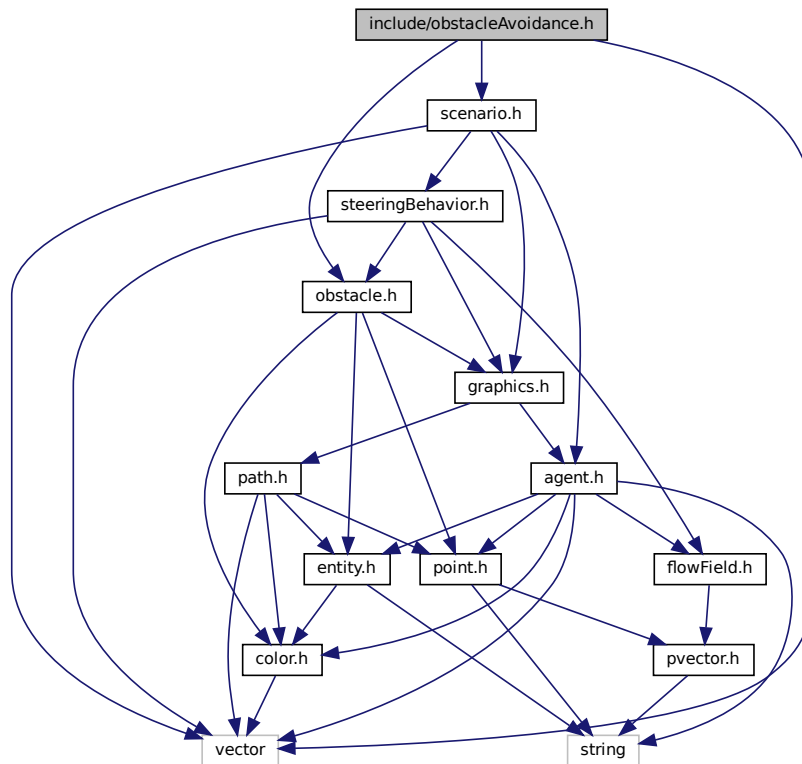 include/obstacleAvoidance.h
scenario.h
steeringBehavior.h
obstacle.h
graphics.h
path.h
agent.h
entity.h
point.h
flowField.h
color.h
pvector.h
vector
string